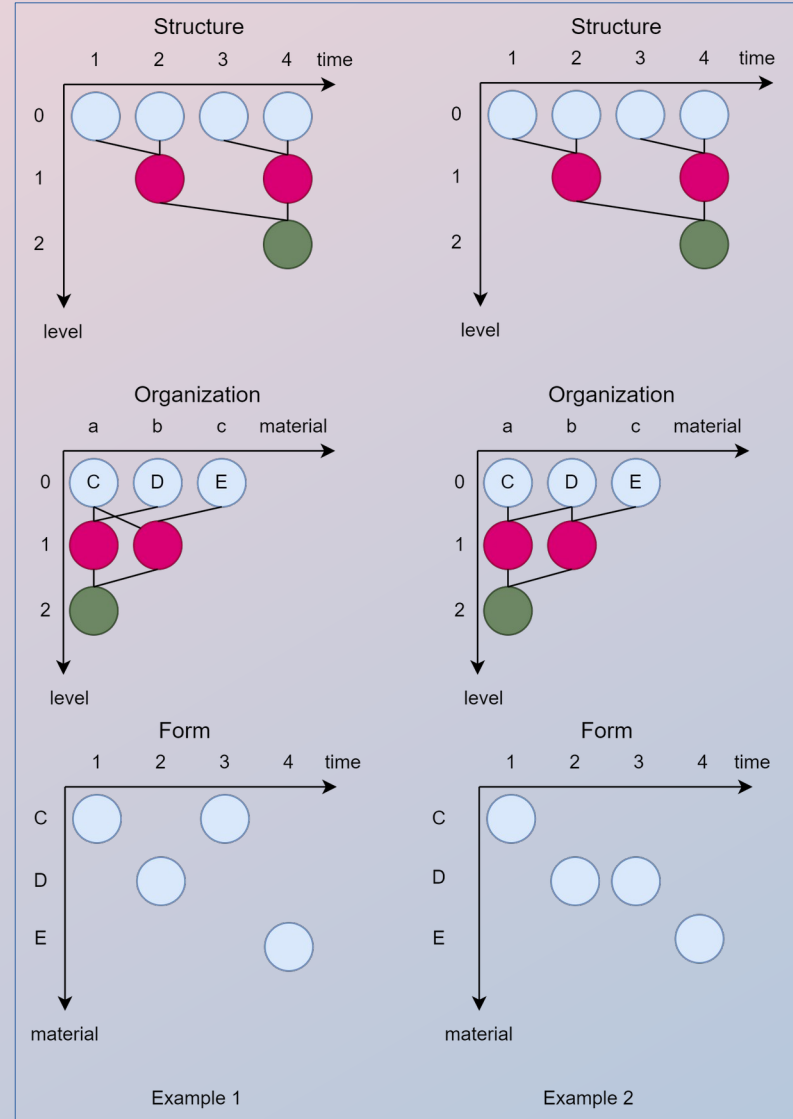 Structure
1 2 3 4 time
0
1
2
level
Structure
1 2 3 4 time
0
1
2
level
Organization
a b c material
0 C D E
1
2
level
Organization
a b c material
0 C D E
1
2
level
Form
1 2 3 4 time
C
D
E
material
Form
1 2 3 4 time
C
D
E
material
Example 1
Example 2